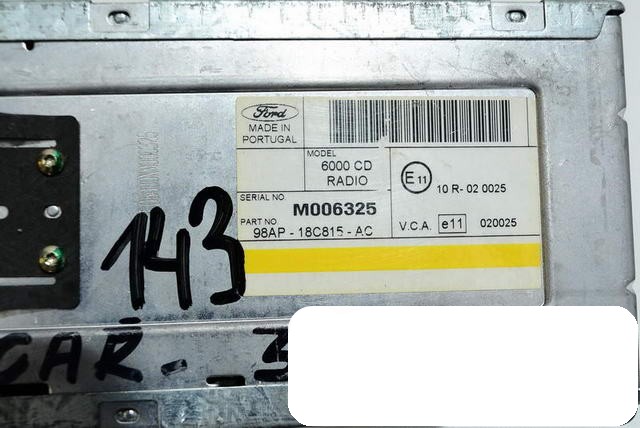 Ford
MADE IN
PORTUGAL
MODEL
6000 CD
RADIO
E 11
10 R- 02 0025
SERIAL NO
M006325
PART NO
98AP - 18C815 - AC
V.C.A. e11 020025
143
CAR.